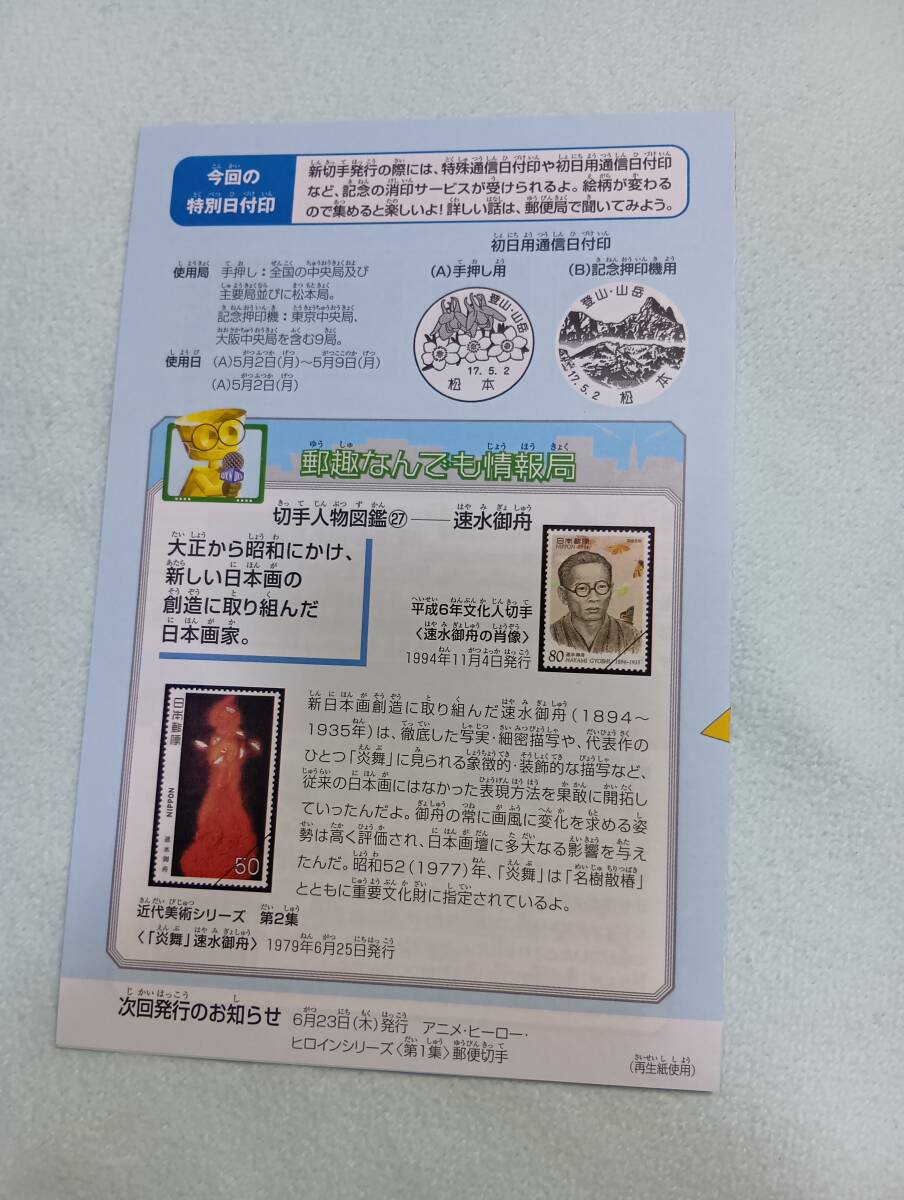 今回の
特別日付印
新切手発行の際には、特殊通信日付印や初日用通信日付印
など、記念の消印サービスが受けられるよ。絵柄が変わる
ので集めると楽しいよ!詳しい話は、郵便局で聞いてみよう。
初日用通信日付印
使用局 手押し:全国の中央局及び
主要局並びに松本局。
記念押印機:東京中央局、
大阪中央局を含む9局。
使用日 (A)5月2日(月)~5月9日(月)
(A)5月2日(月)
(A)手押し用
登山・山岳
17.5.2
松本
(B)記念押印機用
登山・山岳
17.5.2
松本
郵趣なんでも情報局
切手人物図鑑㉗――速水御舟
大正から昭和にかけ、
新しい日本画の
創造に取り組んだ
日本画家。
平成6年文化人切手
〈速水御舟の肖像〉
1994年11月4日発行
日本郵便
NIPPON
80 速水御舟
HAYAMI GYOSHU 1894-1935
日本郵便
NIPPON
速水御舟
50
新日本画創造に取り組んだ速水御舟(1894~
1935年)は、徹底した写実・細密描写や、代表作の
ひとつ「炎舞」に見られる象徴的・装飾的な描写など、
従来の日本画にはなかった表現方法を果敢に開拓し
ていったんだよ。御舟の常に画風に変化を求める姿
勢は高く評価され、日本画壇に多大なる影響を与え
たんだ。昭和52(1977)年、「炎舞」は「名樹散椿」
とともに重要文化財に指定されているよ。
近代美術シリーズ 第2集
〈「炎舞」速水御舟〉 1979年6月25日発行
次回発行のお知らせ 6月23日(木)発行 アニメ・ヒーロー・
ヒロインシリーズ〈第1集〉郵便切手
(再生紙使用)